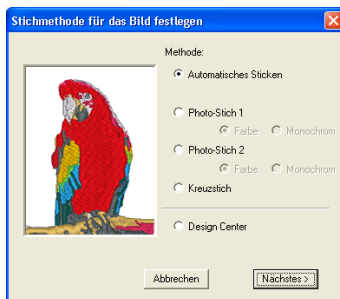 Stichmethode für das Bild festlegen
Methode:
Automatisches Sticken
Photo-Stich 1
Farbe Monochrom
Photo-Stich 2
Farbe Monochrom
Kreuzstich
Design Center
Abbrechen Nächstes >